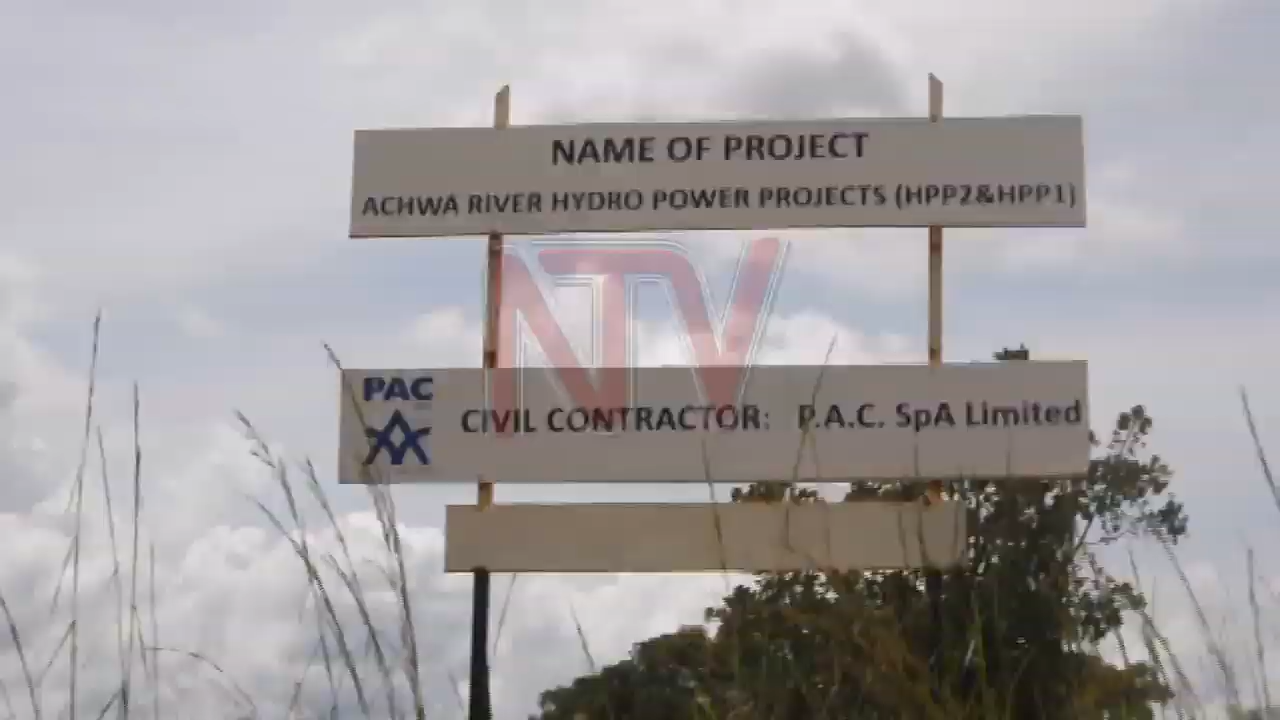 NAME OF PROJECT
ACHWA RIVER HYDRO POWER PROJECTS (HPP2&HPP1)
NTV
PAC
CIVIL CONTRACTOR: P.A.C. SpA Limited